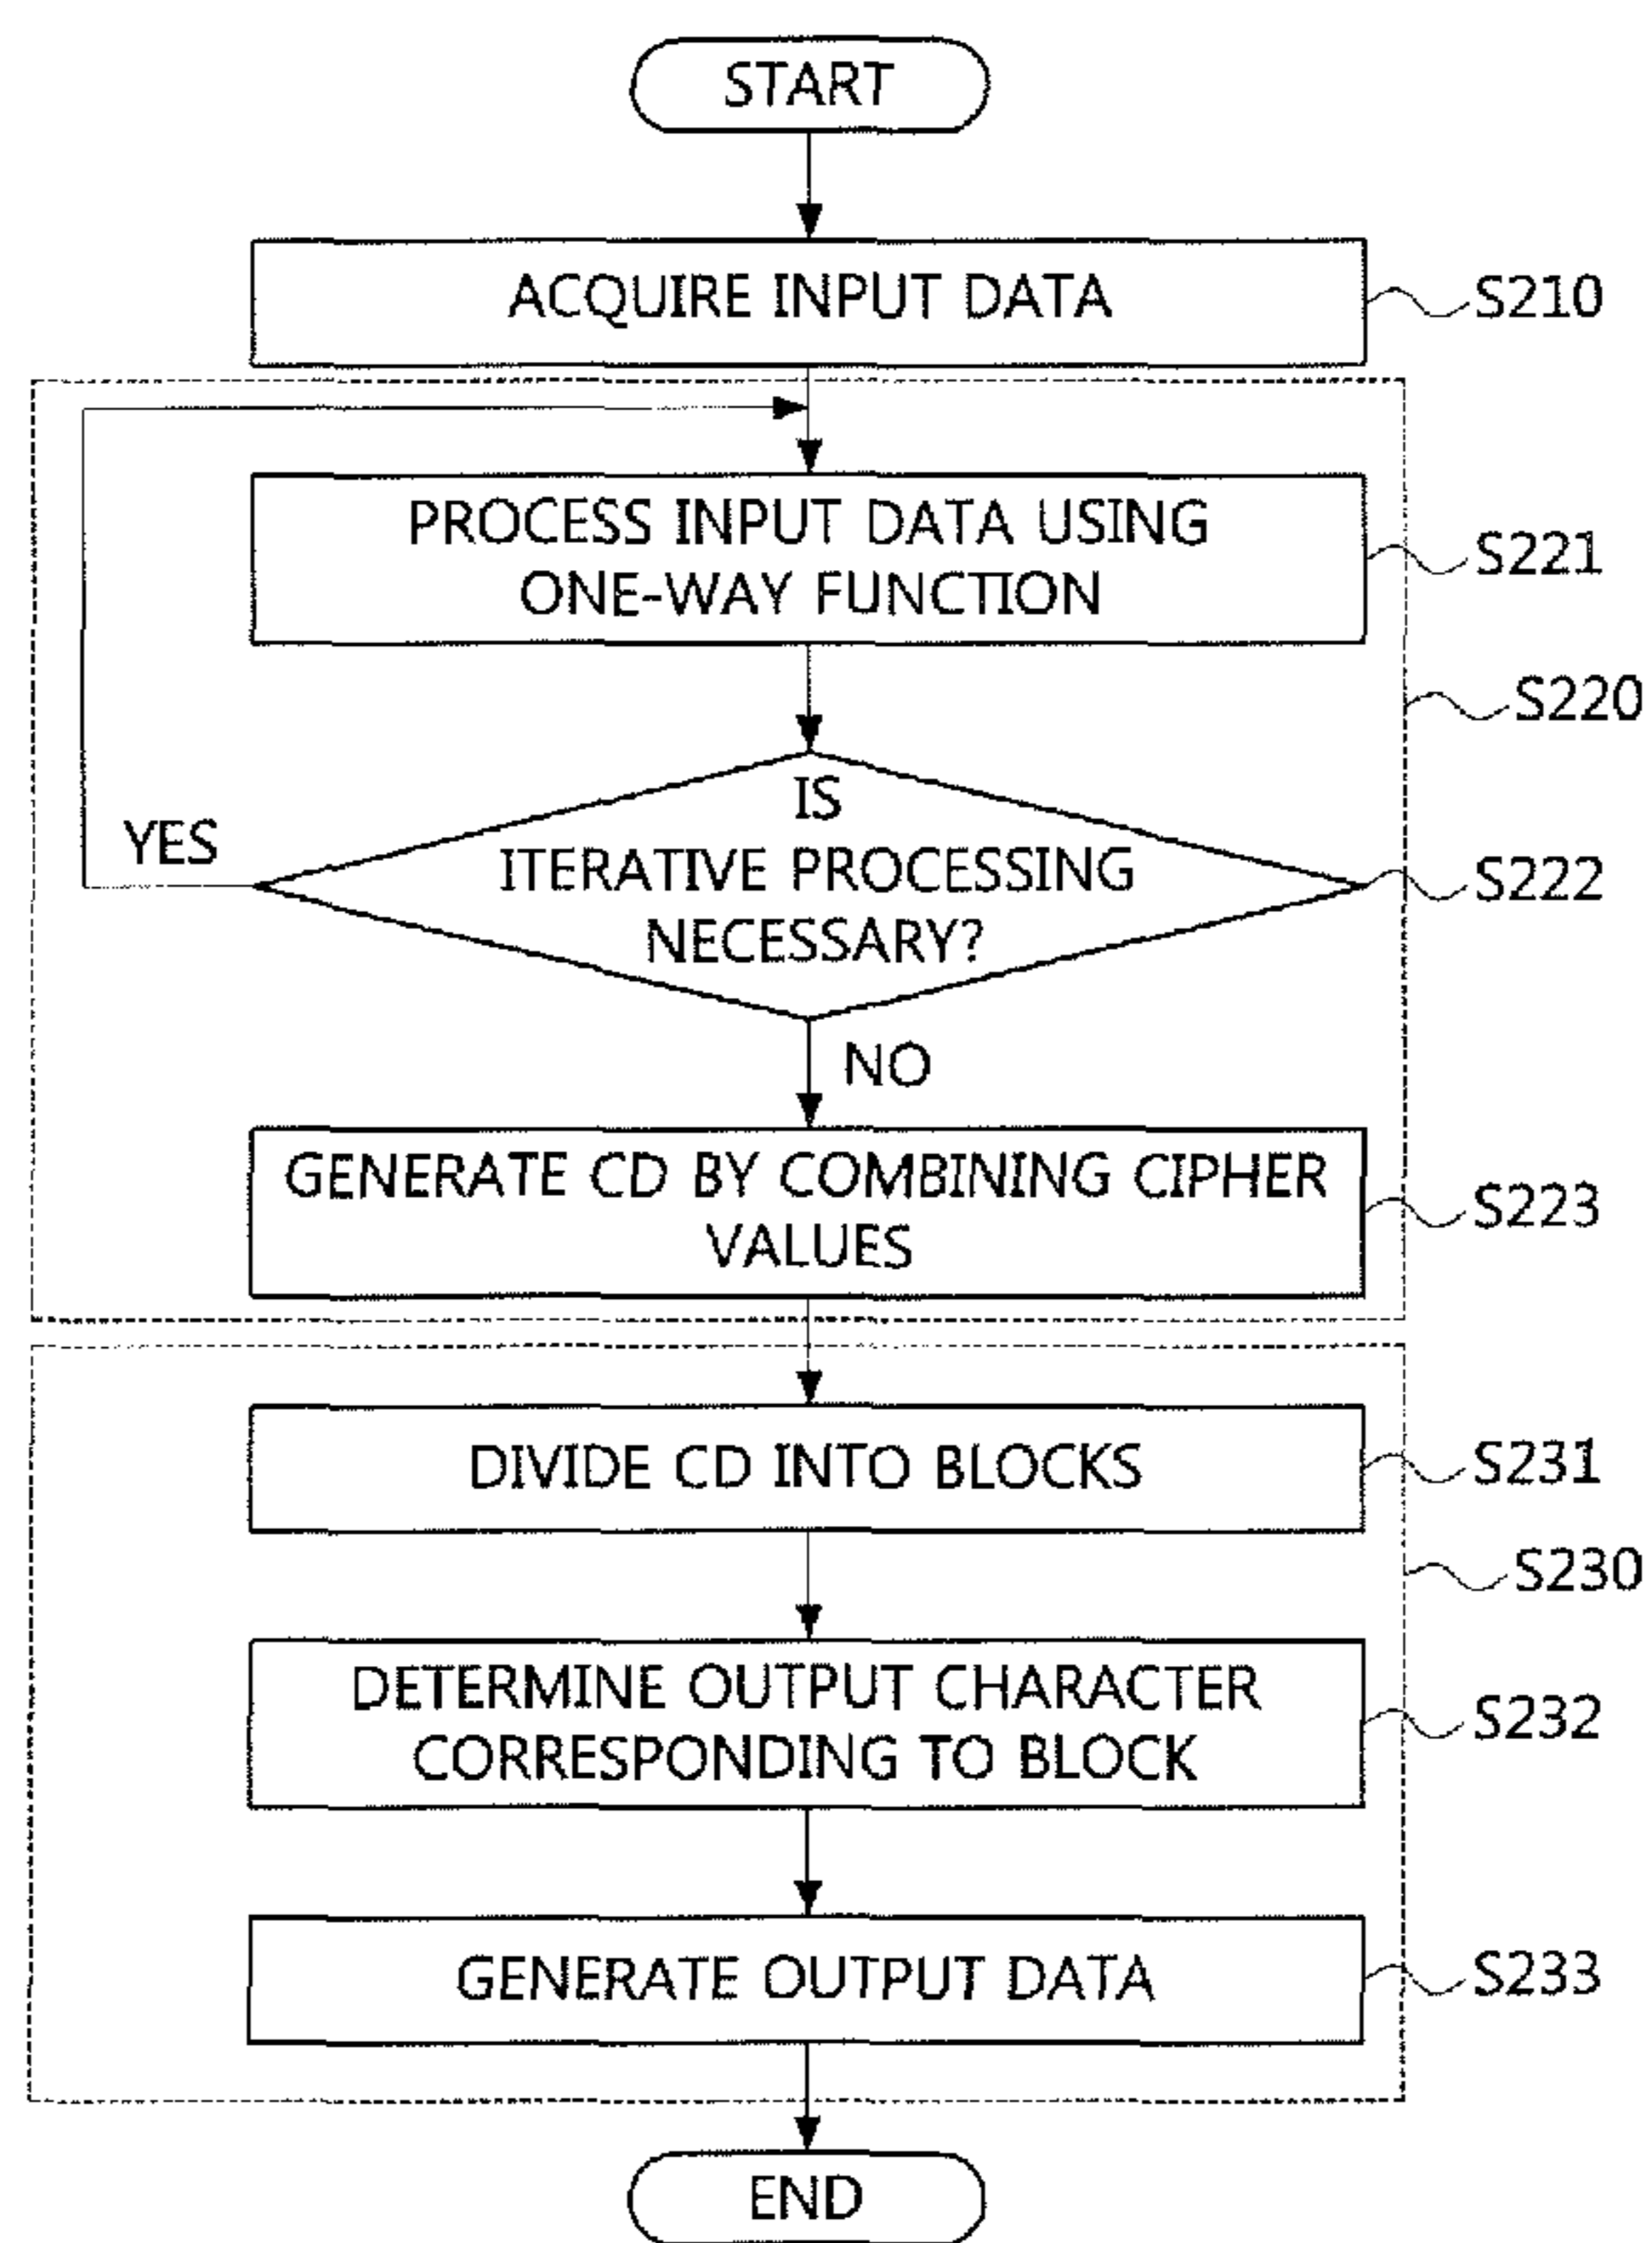 START
ACQUIRE INPUT DATA
S210
PROCESS INPUT DATA USING
ONE-WAY FUNCTION
S221
S220
IS
ITERATIVE PROCESSING
NECESSARY?
YES
S222
NO
GENERATE CD BY COMBINING CIPHER
VALUES
S223
DIVIDE CD INTO BLOCKS
S231
S230
DETERMINE OUTPUT CHARACTER
CORRESPONDING TO BLOCK
S232
GENERATE OUTPUT DATA
S233
END